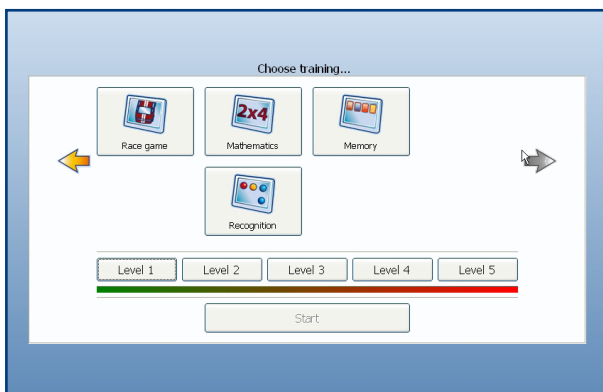 Choose training...
2x4
Race game
Mathematics
Memory
Recognition
Level 1
Level 2
Level 3
Level 4
Level 5
Start